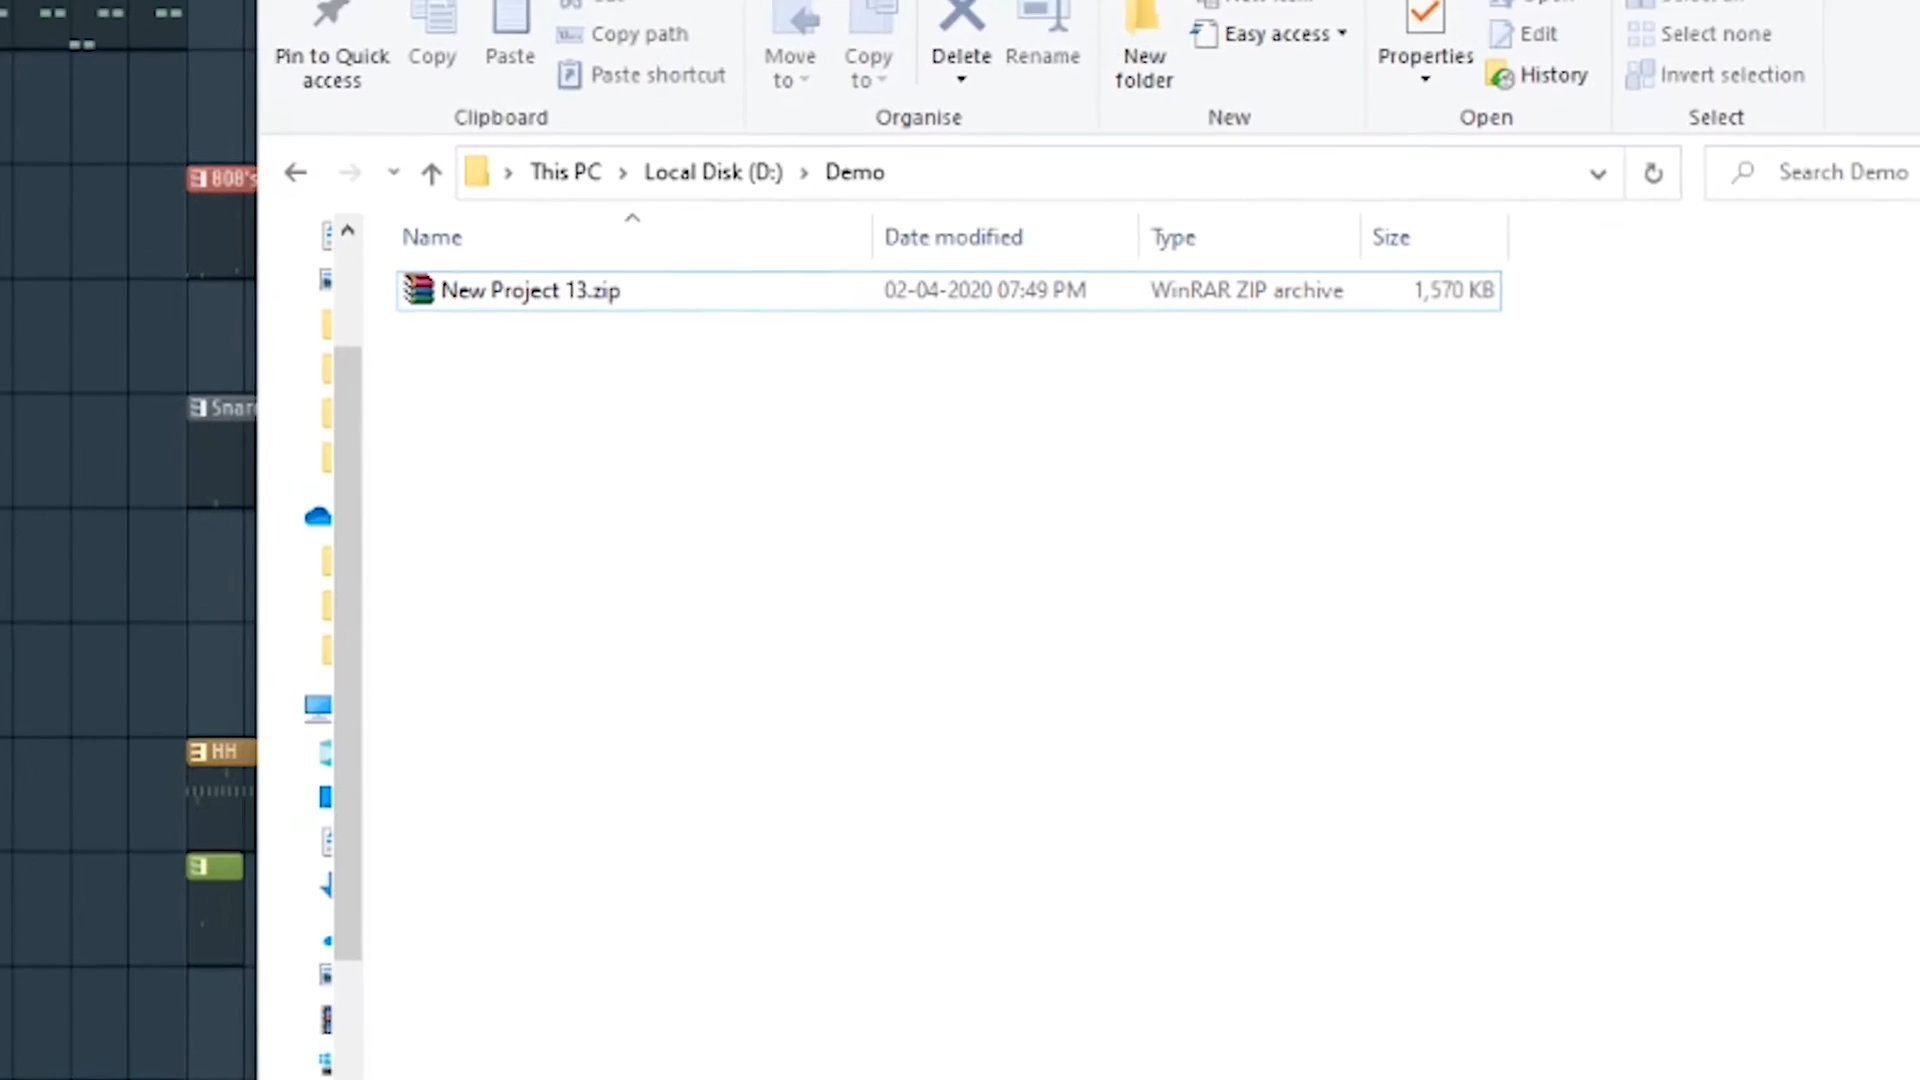 Copy path
Paste shortcut
Pin to Quick access
Copy
Paste
Clipboard
Move to
Copy to
Delete
Rename
Organise
New folder
Easy access
New
Properties
Edit
History
Open
Select none
Invert selection
Select
This PC
Local Disk (D:)
Demo
Search Demo
Name
Date modified
Type
Size
New Project 13.zip
02-04-2020 07:49 PM
WinRAR ZIP archive
1,570 KB
808's
HH